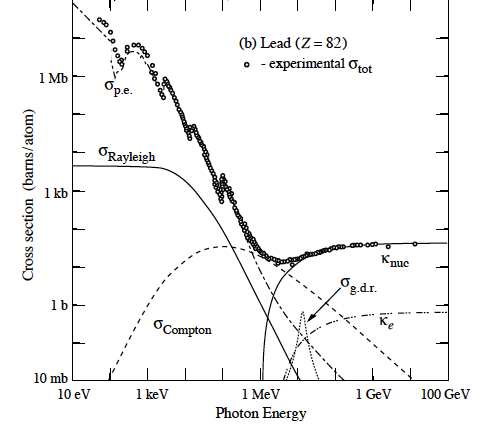 (b) Lead (Z = 82)
- experimental σtot
1 Mb
σp.e.
σRayleigh
1 kb
Cross section (barns/atom)
κnuc
σg.d.r.
1 b
σCompton
κe
10 mb
10 eV 1 keV 1 MeV 1 GeV 100 GeV
Photon Energy